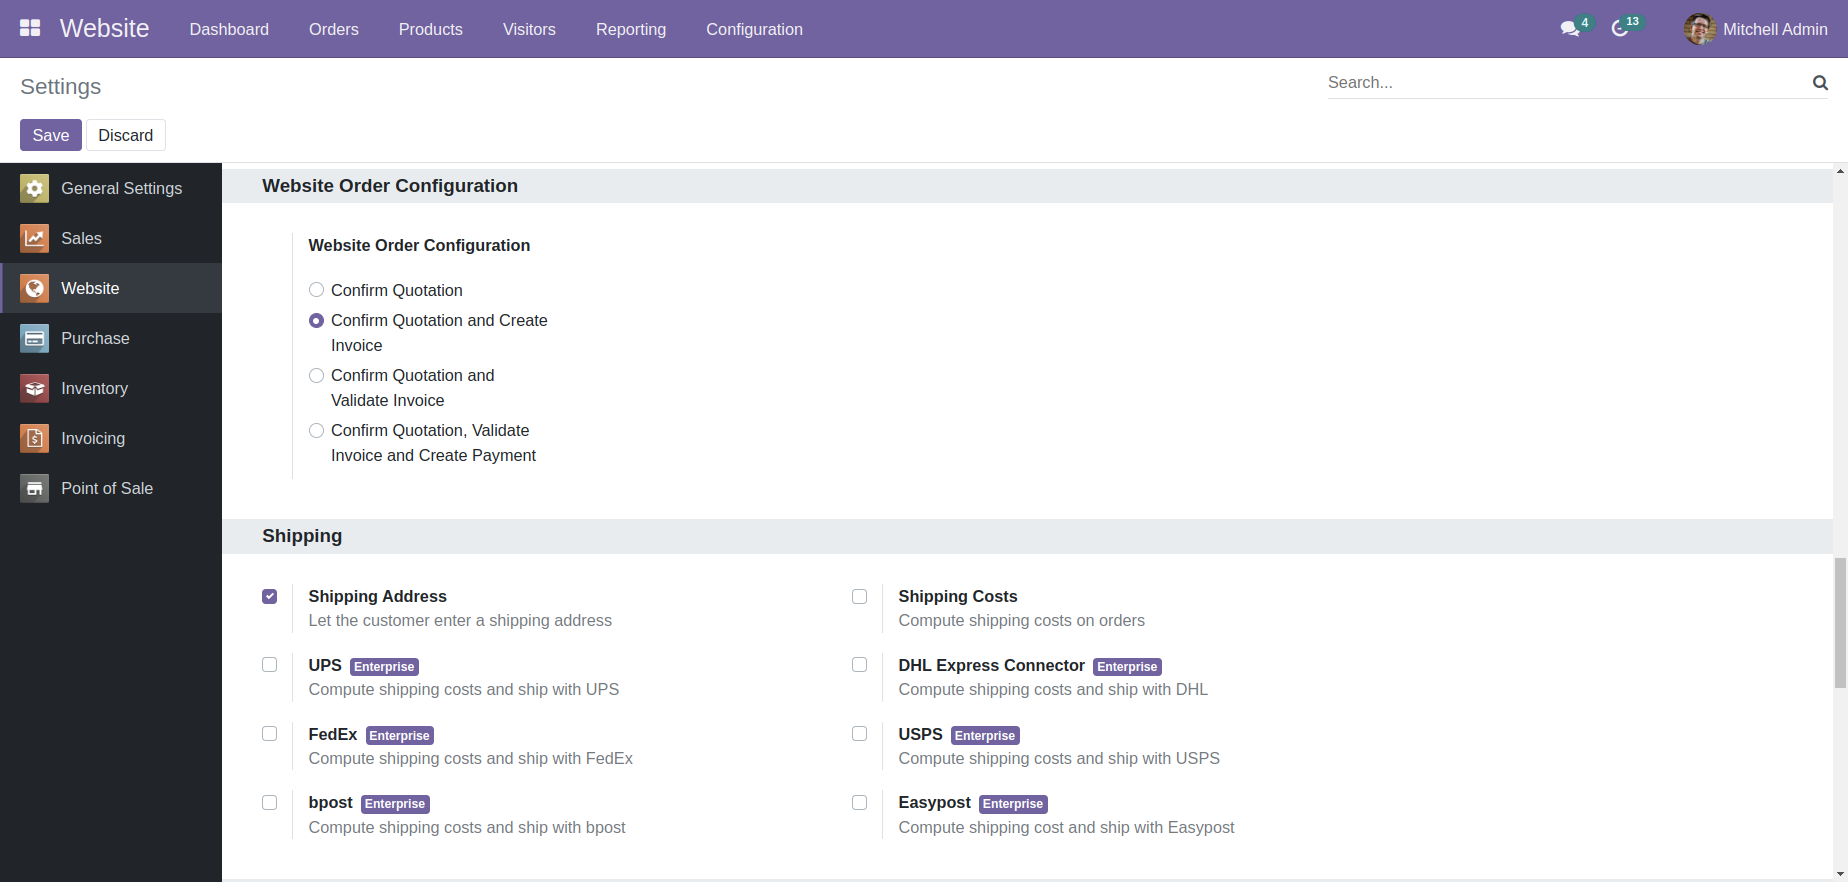 Website Dashboard Orders Products Visitors Reporting Configuration 4 13 Mitchell Admin
Settings
Search...
Save Discard
General Settings
Sales
Website
Purchase
Inventory
Invoicing
Point of Sale
Website Order Configuration
Website Order Configuration
Confirm Quotation
Confirm Quotation and Create
Invoice
Confirm Quotation and
Validate Invoice
Confirm Quotation, Validate
Invoice and Create Payment
Shipping
Shipping Address
Let the customer enter a shipping address
Shipping Costs
Compute shipping costs on orders
UPS Enterprise
Compute shipping costs and ship with UPS
DHL Express Connector Enterprise
Compute shipping costs and ship with DHL
FedEx Enterprise
Compute shipping costs and ship with FedEx
USPS Enterprise
Compute shipping costs and ship with USPS
bpost Enterprise
Compute shipping costs and ship with bpost
Easypost Enterprise
Compute shipping cost and ship with Easypost